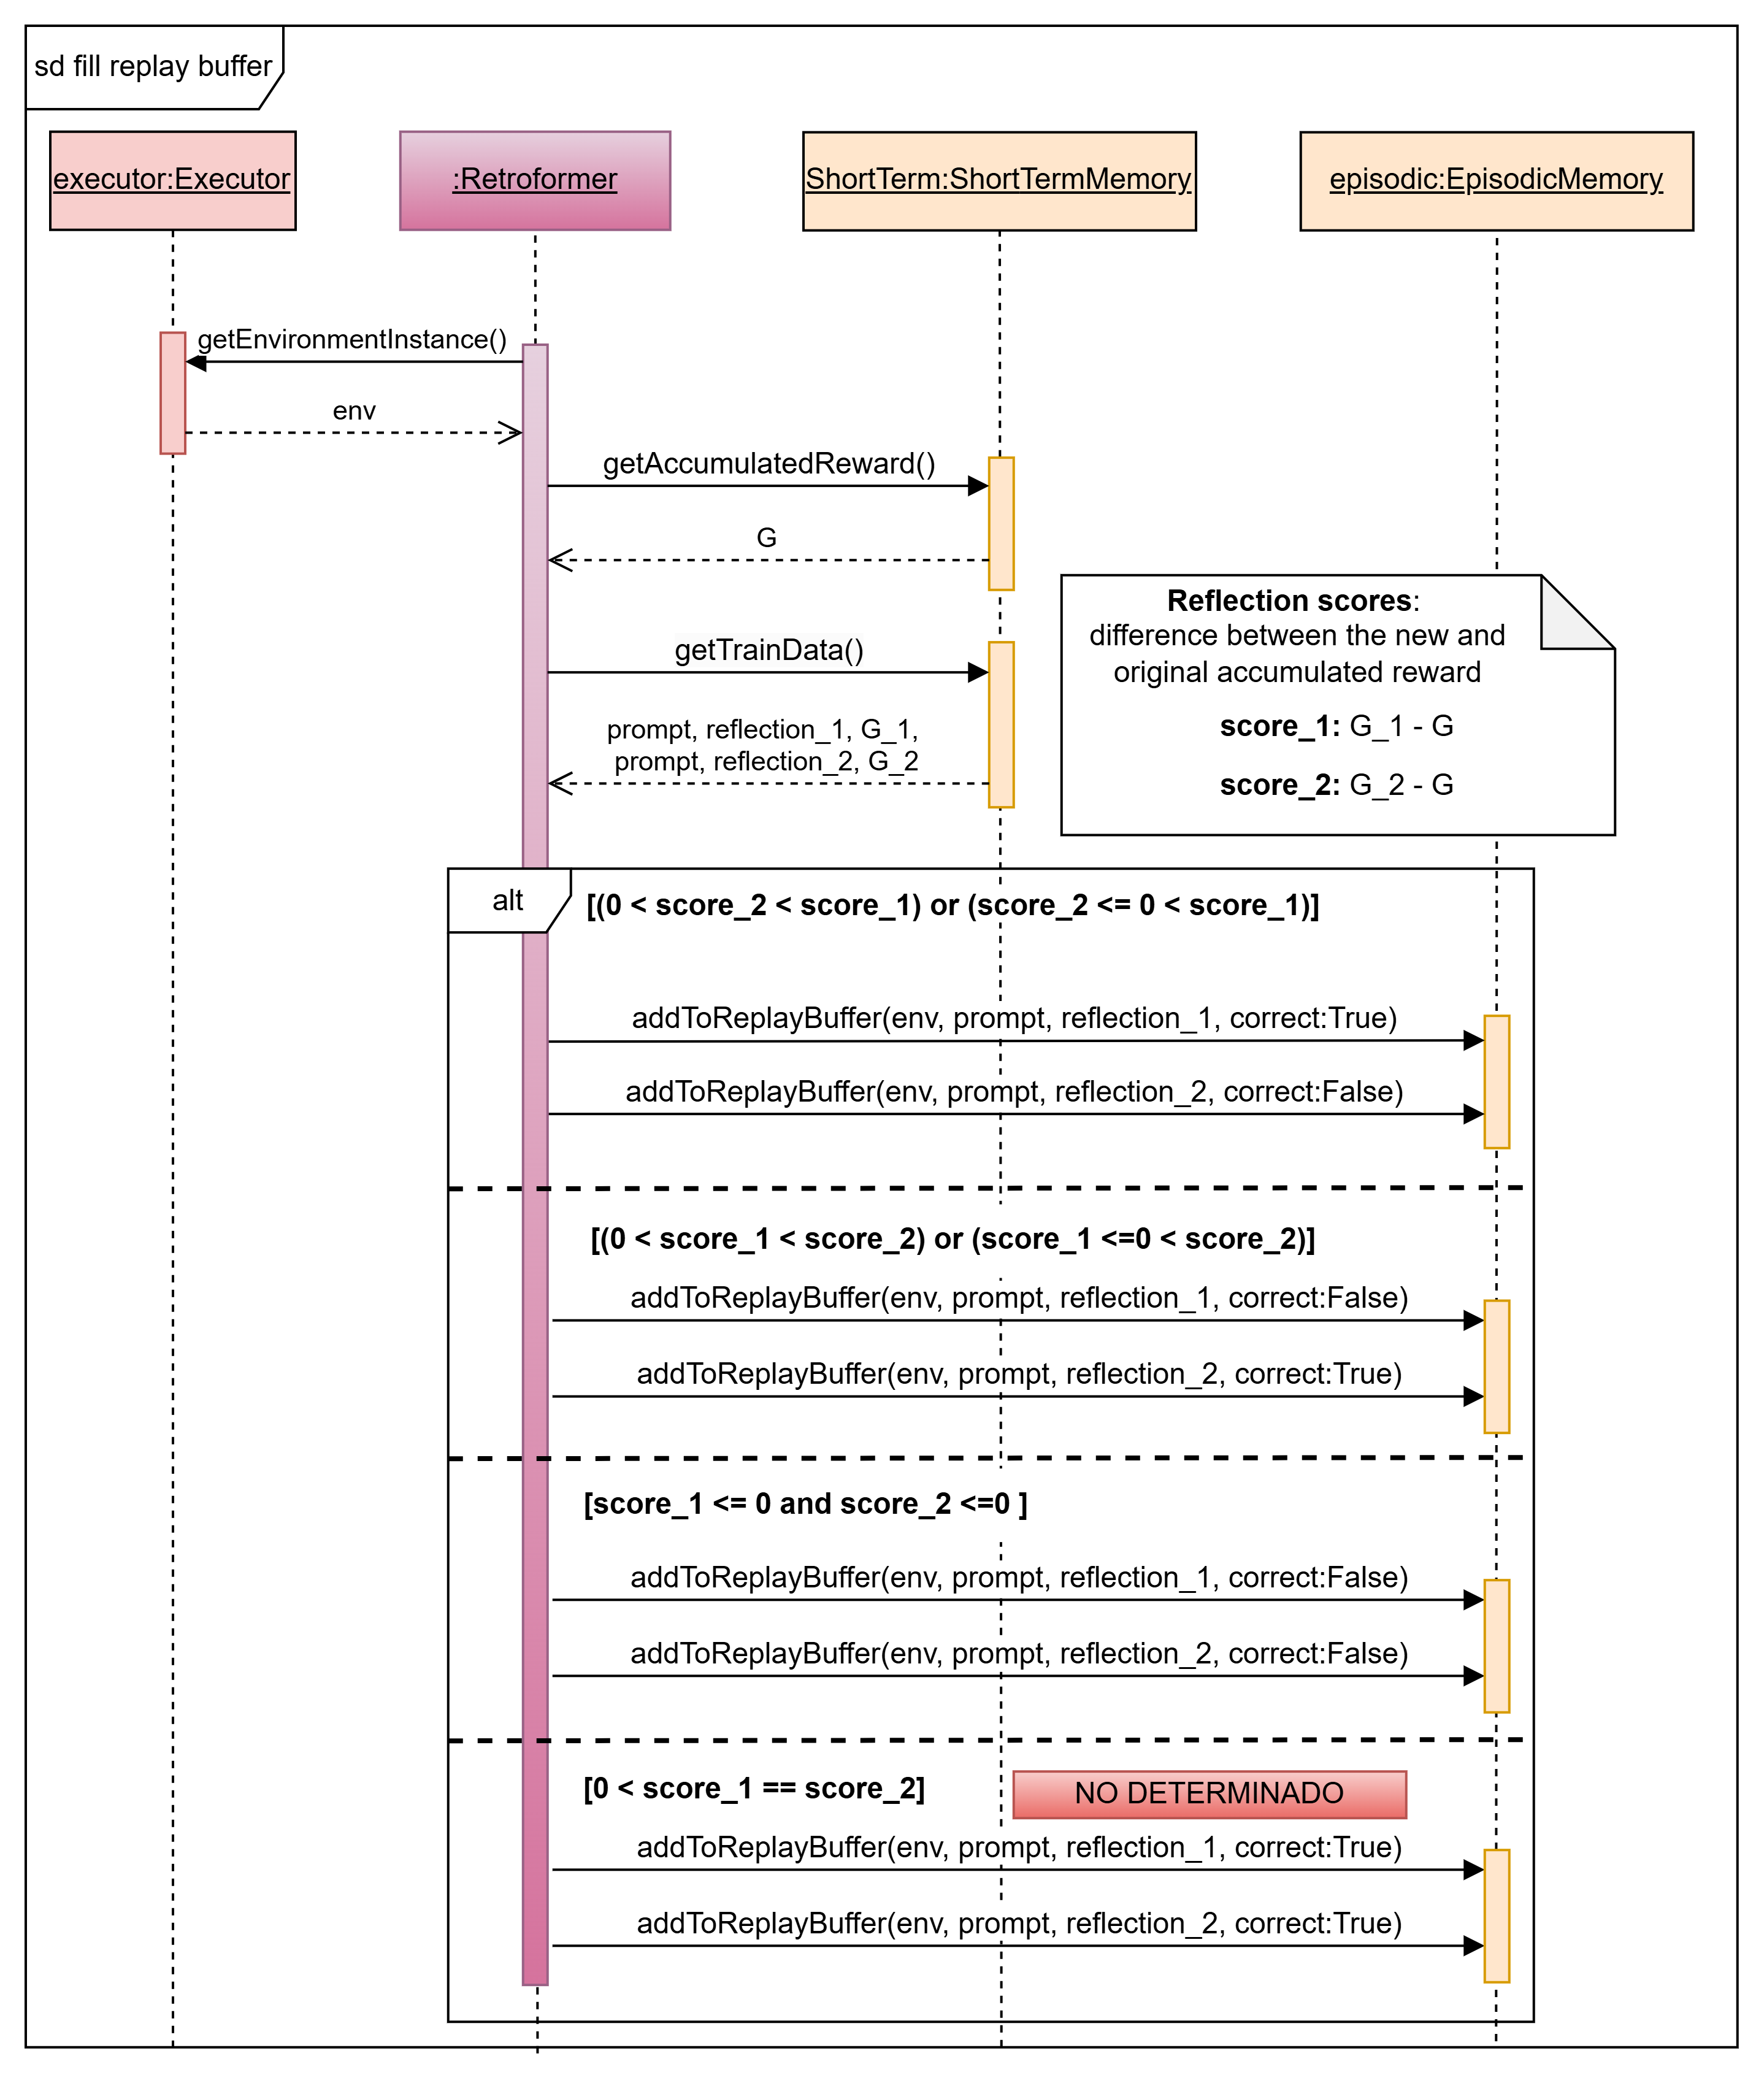 sd fill replay buffer
executor:Executor
:Retroformer
ShortTerm:ShortTermMemory
episodic:EpisodicMemory
getEnvironmentInstance()
env
getAccumulatedReward()
G
Reflection scores:
difference between the new and
original accumulated reward
score_1: G_1 - G
score_2: G_2 - G
getTrainData()
prompt, reflection_1, G_1,
prompt, reflection_2, G_2
alt
[(0 < score_2 < score_1) or (score_2 <= 0 < score_1)]
addToReplayBuffer(env, prompt, reflection_1, correct:True)
addToReplayBuffer(env, prompt, reflection_2, correct:False)
[(0 < score_1 < score_2) or (score_1 <=0 < score_2)]
addToReplayBuffer(env, prompt, reflection_1, correct:False)
addToReplayBuffer(env, prompt, reflection_2, correct:True)
[score_1 <= 0 and score_2 <=0 ]
addToReplayBuffer(env, prompt, reflection_1, correct:False)
addToReplayBuffer(env, prompt, reflection_2, correct:False)
[0 < score_1 == score_2]
NO DETERMINADO
addToReplayBuffer(env, prompt, reflection_1, correct:True)
addToReplayBuffer(env, prompt, reflection_2, correct:True)